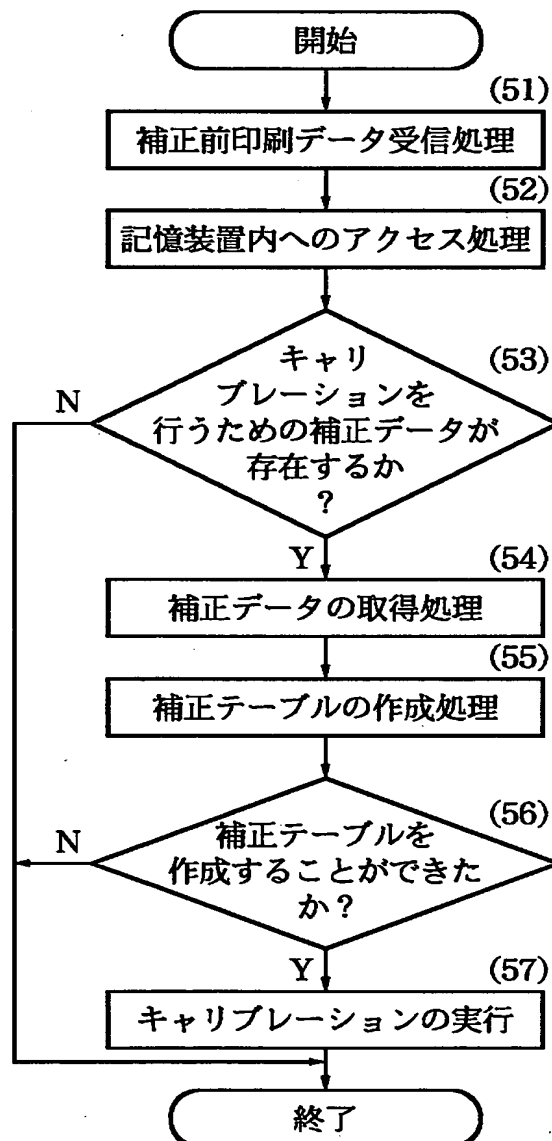 開始
(51)
補正前印刷データ受信処理
(52)
記憶装置内へのアクセス処理
(53)
キャリ
ブレーションを
行うための補正データが
存在するか
?
N
Y
(54)
補正データの取得処理
(55)
補正テーブルの作成処理
(56)
補正テーブルを
作成することができた
か?
N
Y
(57)
キャリブレーションの実行
終了